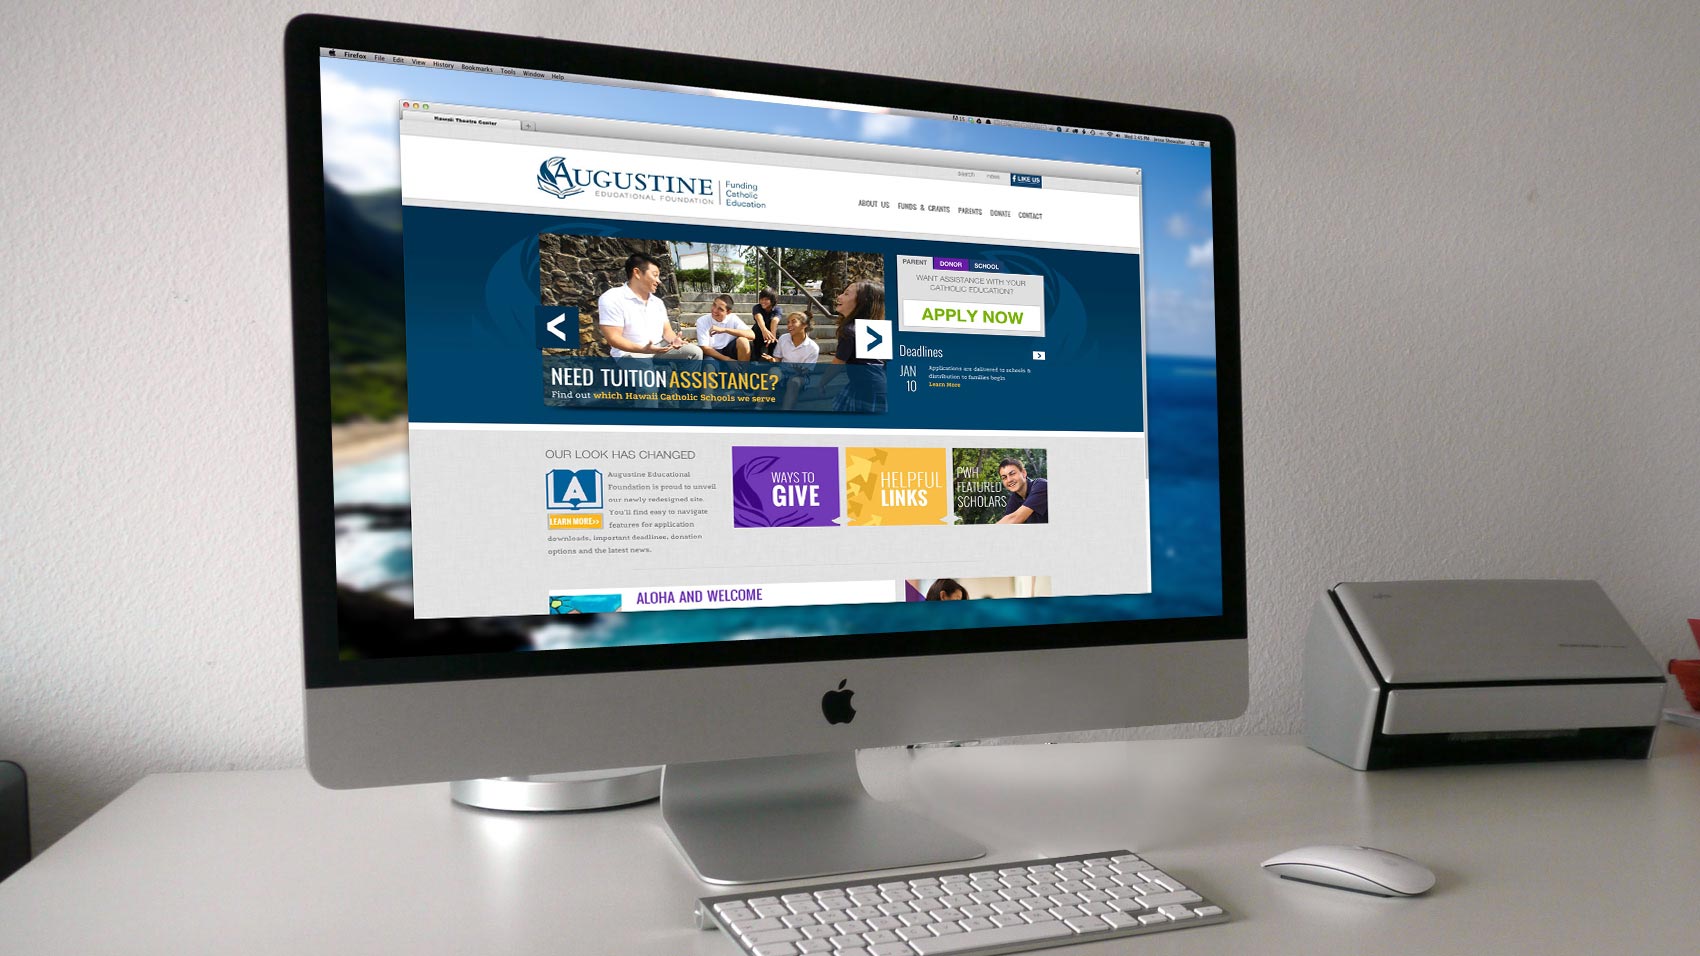 Firefox File Edit View History Bookmarks Tools Window Help
Hawaii Theatre Center
search news LIKE US
AUGUSTINE
EDUCATIONAL FOUNDATION
Funding
Catholic
Education
ABOUT US FUNDS & GRANTS PARENTS DONATE CONTACT
PARENT DONOR SCHOOL
WANT ASSISTANCE WITH YOUR
CATHOLIC EDUCATION?
APPLY NOW
< >
NEED TUITION ASSISTANCE?
Find out which Hawaii Catholic Schools we serve
Deadlines >
JAN
10
Applications are delivered to schools &
distribution to families begin
Learn More
OUR LOOK HAS CHANGED
A
LEARN MORE>>
Augustine Educational
Foundation is proud to unveil
our newly redesigned site.
You'll find easy to navigate
features for application
downloads, important deadlines, donation
options and the latest news.
WAYS TO
GIVE
HELPFUL
LINKS
PWH
FEATURED
SCHOLARS
ALOHA AND WELCOME